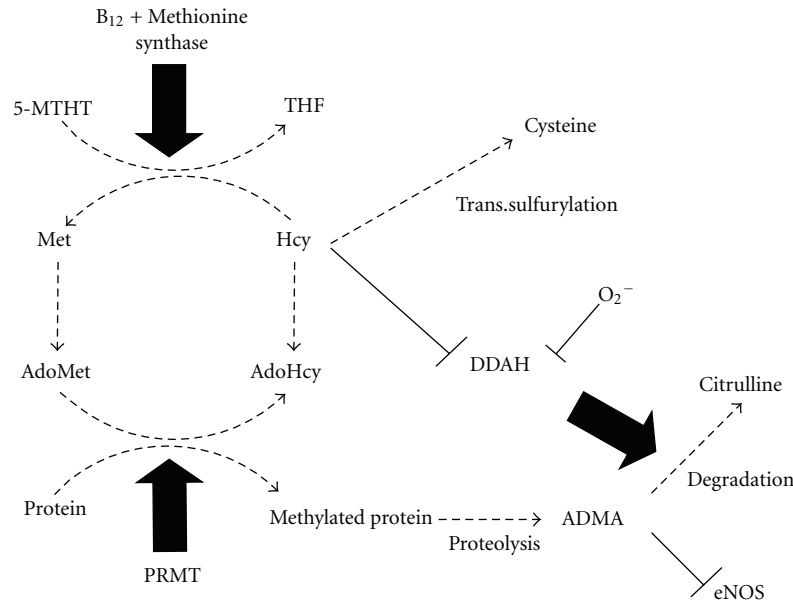 B₁₂ + Methionine
synthase
5-MTHT
THF
Cysteine
Trans.sulfurylation
Met
Hcy
O₂⁻
AdoMet
AdoHcy
DDAH
Citrulline
Degradation
Protein
Methylated protein
Proteolysis
ADMA
PRMT
eNOS